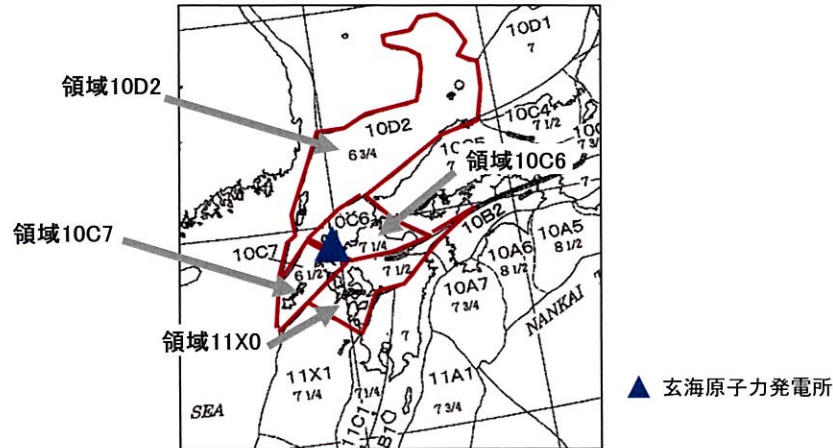 10D1
7
領域10D2
10D2
6 3/4
10C4
7 1/2
領域10C6
10C6
7 1/4
領域10C7
10C7
6 1/2
7 1/2
10B2
10A6
8 1/2
10A5
8 1/2
10A7
7 3/4
NANKAI
領域11X0
7
11X1
7 1/4
7 1/4
11C1
11A1
7 3/4
SEA
玄海原子力発電所